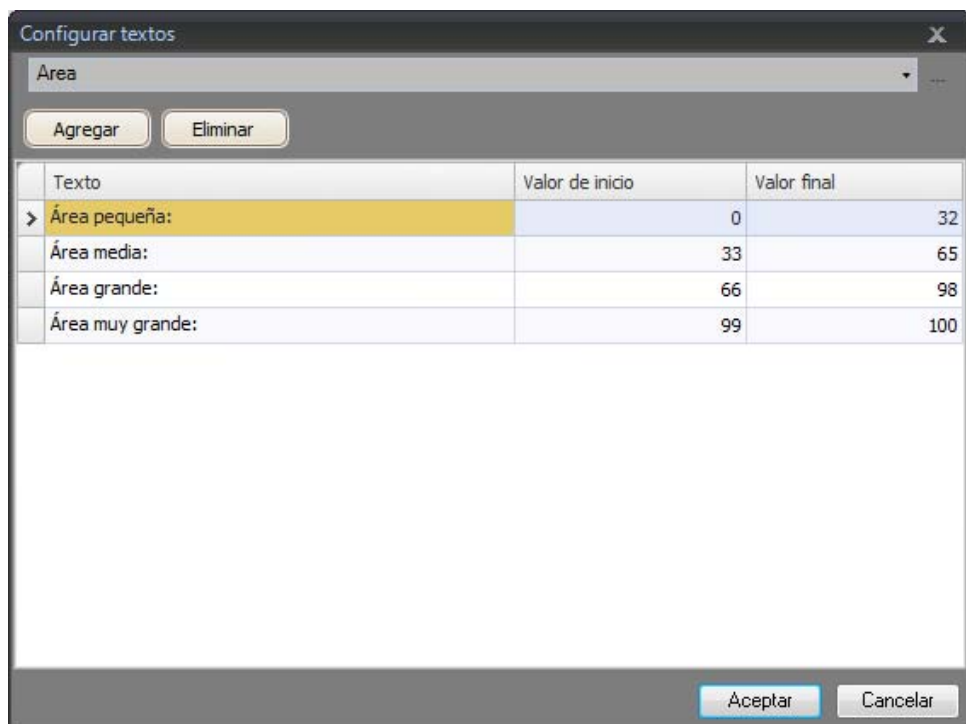 Configurar textos
Area
...
Agregar Eliminar
Texto Valor de inicio Valor final
Área pequeña: 0 32
Área media: 33 65
Área grande: 66 98
Área muy grande: 99 100
Aceptar Cancelar